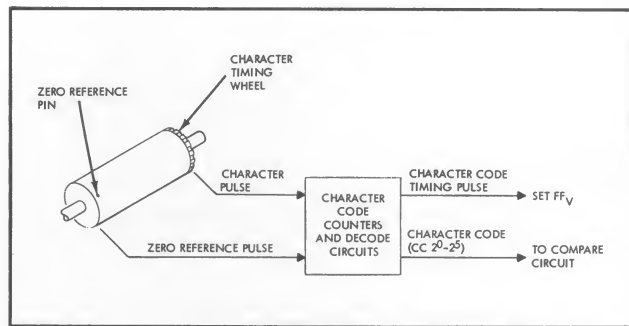 CHARACTER
TIMING
WHEEL
ZERO REFERENCE
PIN
CHARACTER
PULSE
ZERO REFERENCE PULSE
CHARACTER
CODE
COUNTERS
AND DECODE
CIRCUITS
CHARACTER CODE
TIMING PULSE
SET FFV
CHARACTER CODE
(CC 2⁰-2⁵)
TO COMPARE
CIRCUIT